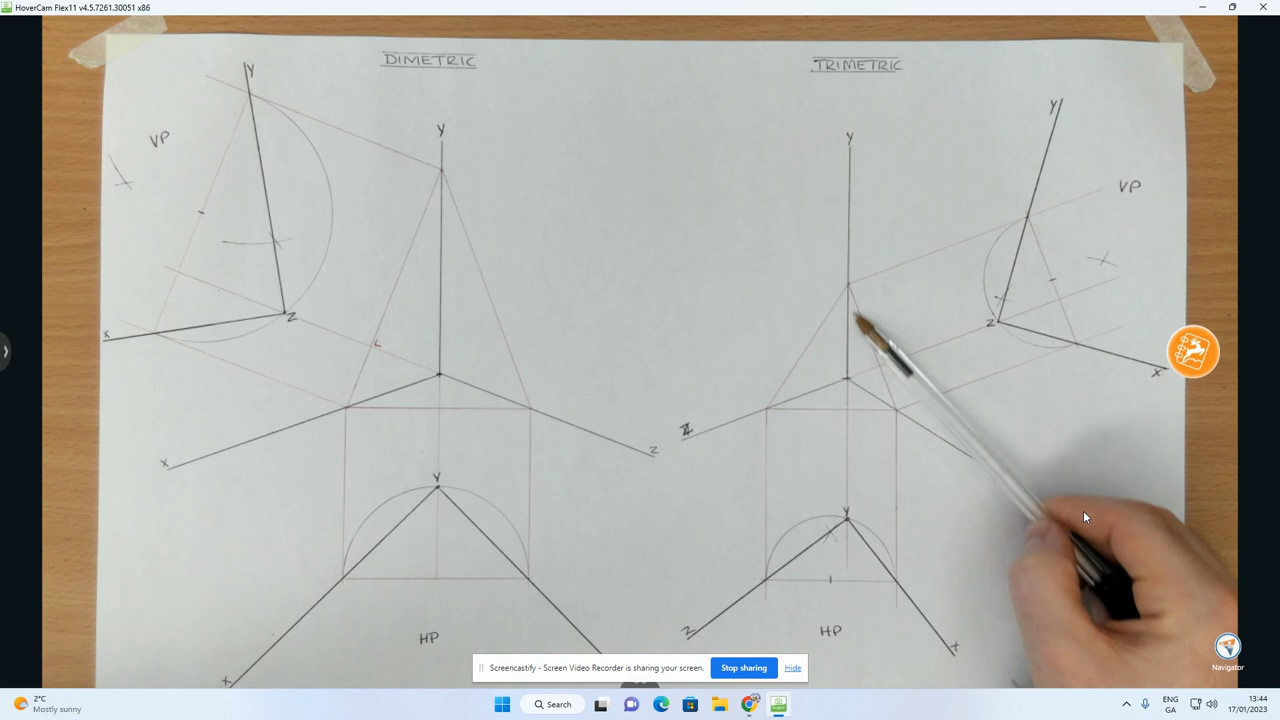 HoverCam Flex11 v4.5.7261.30051 x86
DIMETRIC
TRIMETRIC
y
VP
x
z
y
x
z
y
x
HP
y
z
y
VP
z
x
y
z
x
HP
Screencastify - Screen Video Recorder is sharing your screen.
Stop sharing
Hide
Navigator
2°C
Mostly sunny
Search
ENG
GA
13:44
17/01/2023